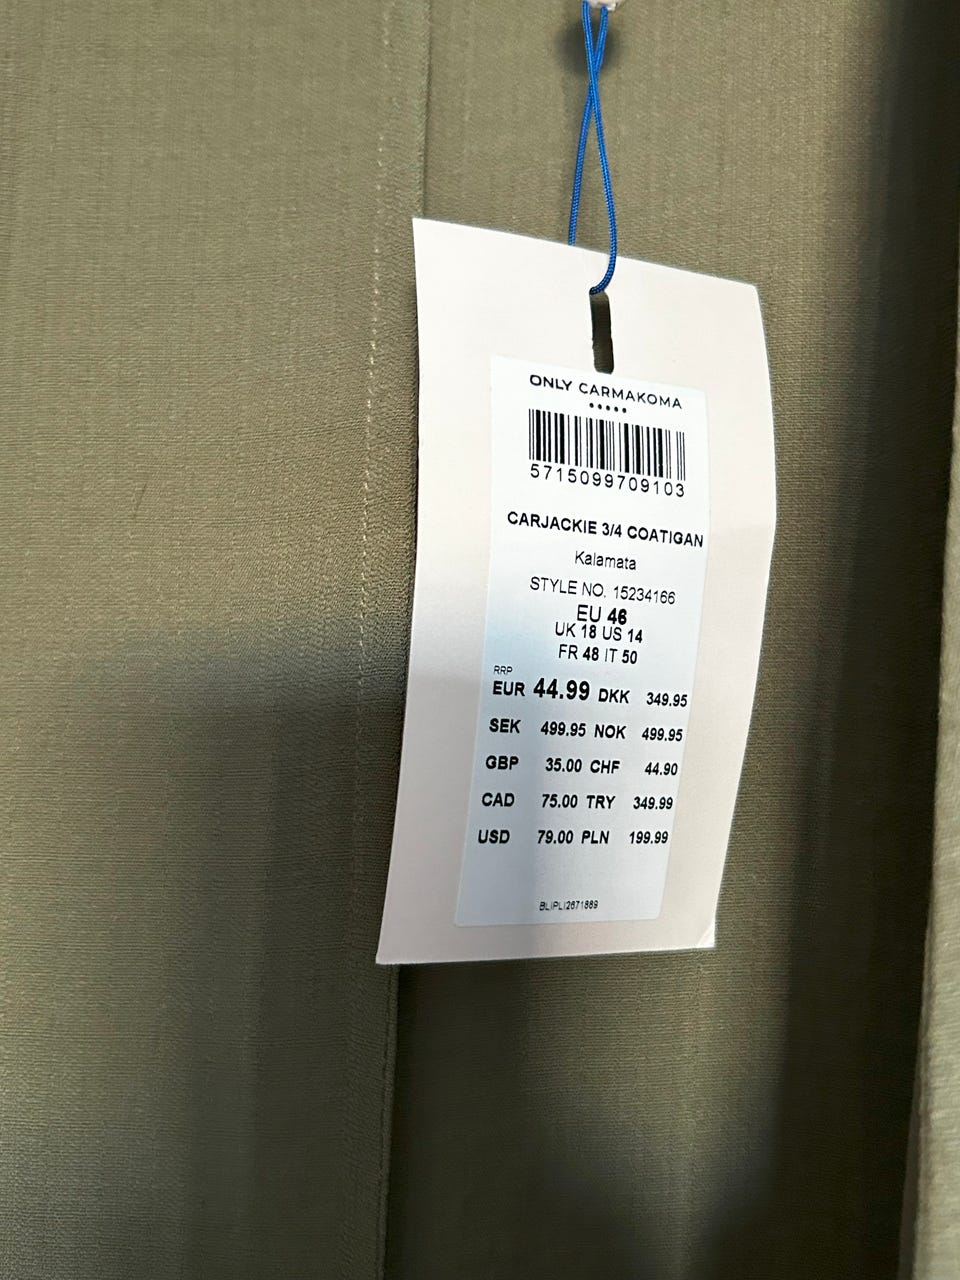 ONLY CARMAKOMA
5715099709103
CARJACKIE 3/4 COATIGAN
Kalamata
STYLE NO. 15234166
EU 46
UK 18 US 14
FR 48 IT 50
RRP
EUR 44.99 DKK 349.95
SEK 499.95 NOK 499.95
GBP 35.00 CHF 44.90
CAD 75.00 TRY 349.99
USD 79.00 PLN 199.99